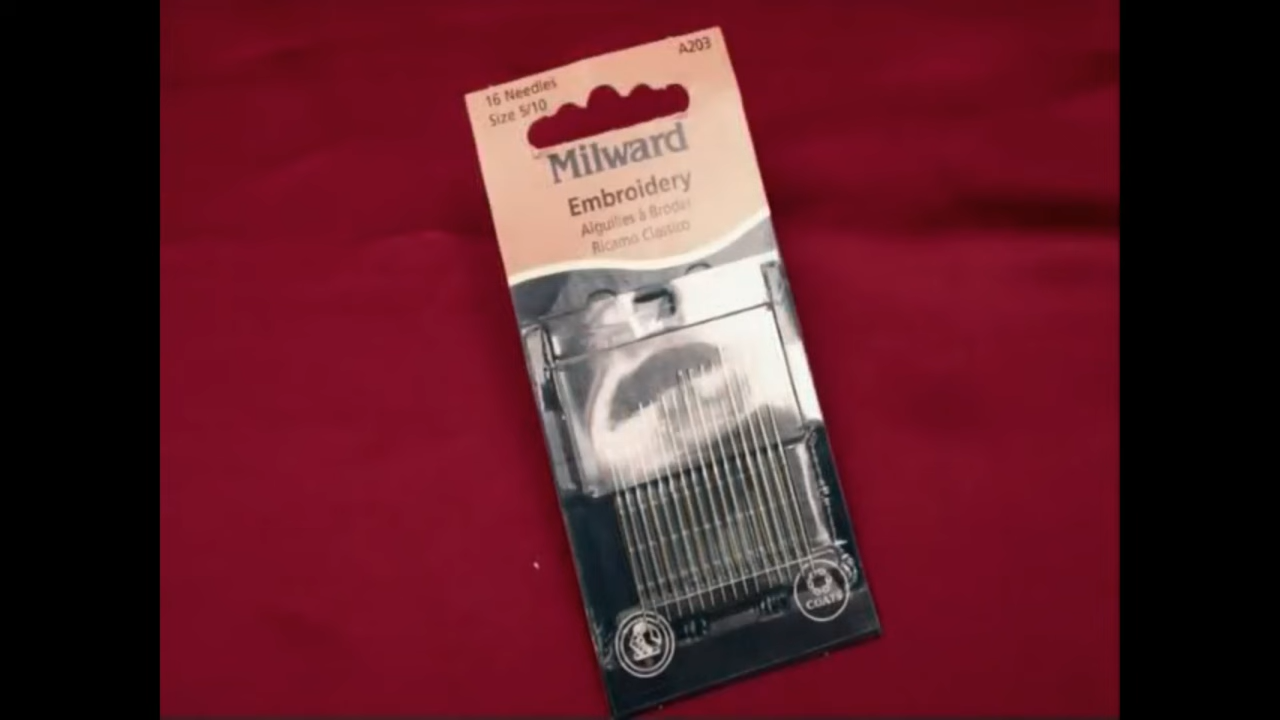 16 Needles
A203
Size 5/10
Milward
Embroidery
Aiguilles à Broder
Ricamo Classico
COATS